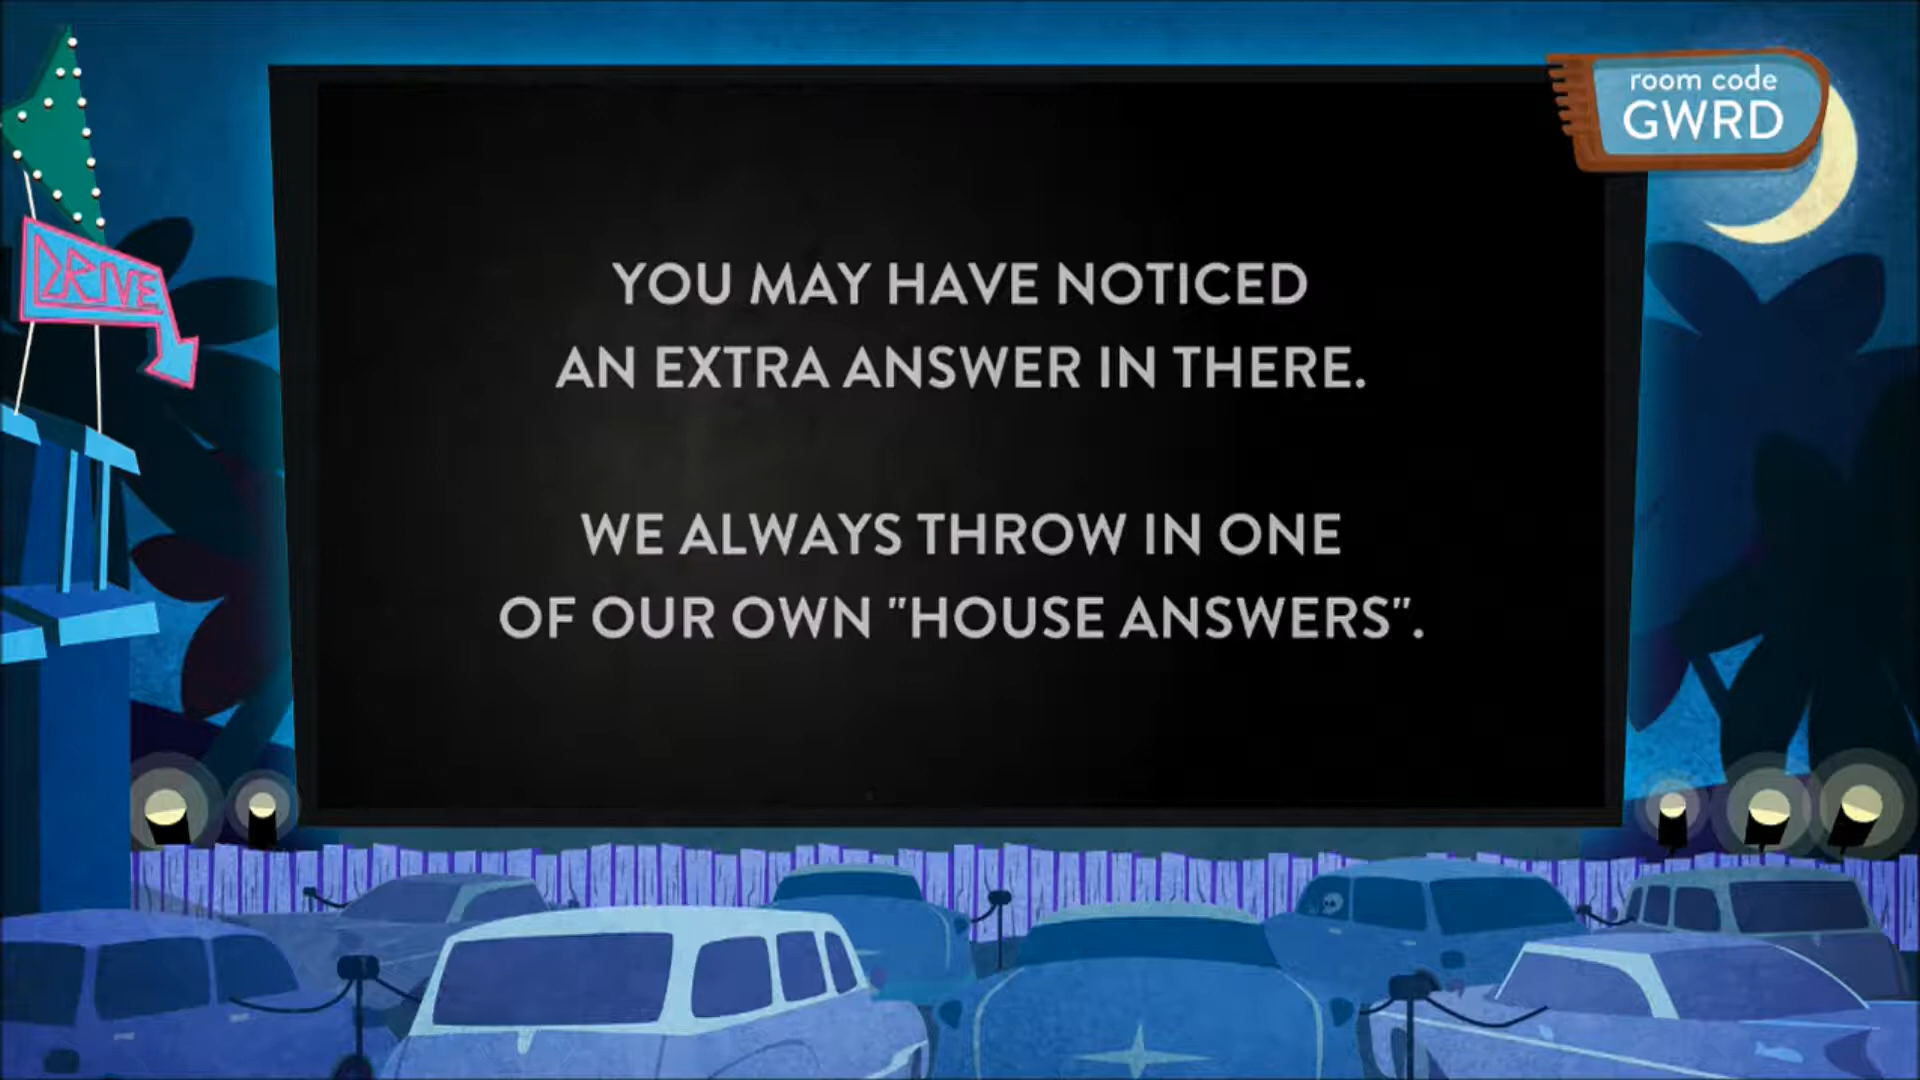 room code
GWRD
DRIVE
YOU MAY HAVE NOTICED
AN EXTRA ANSWER IN THERE.
WE ALWAYS THROW IN ONE
OF OUR OWN "HOUSE ANSWERS".